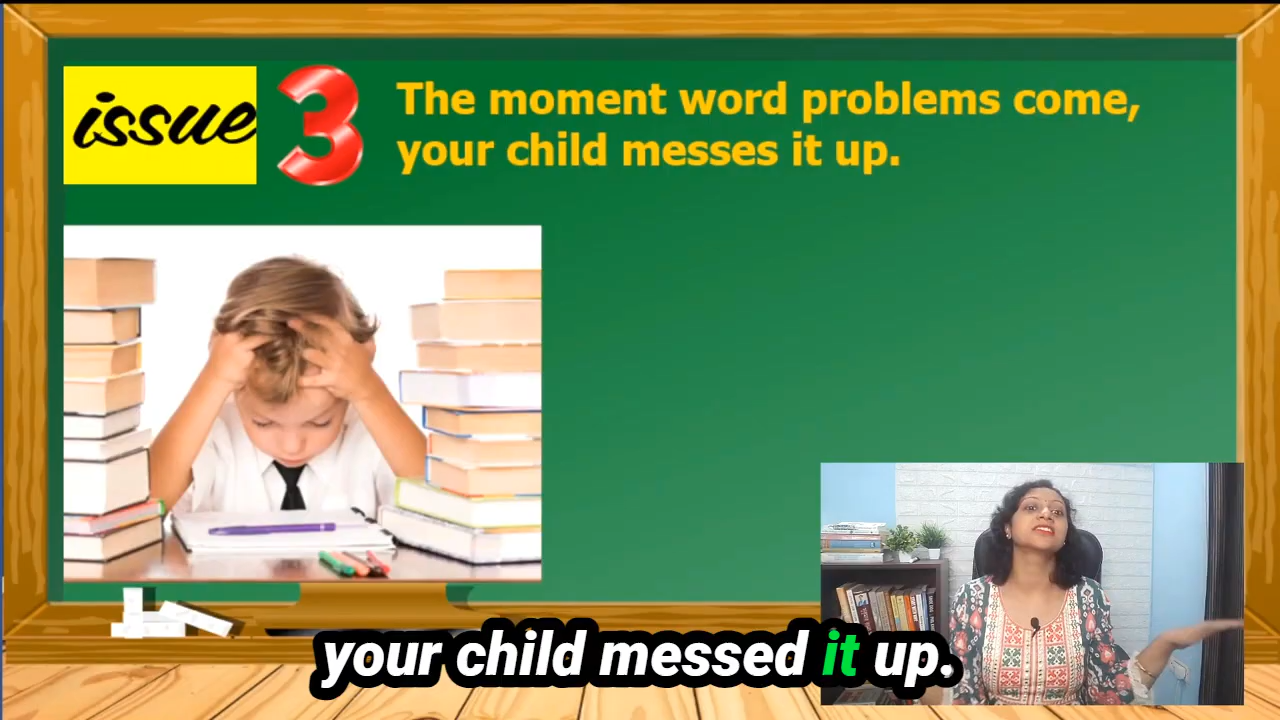 issue
3
The moment word problems come,
your child messes it up.
your child messed it up.